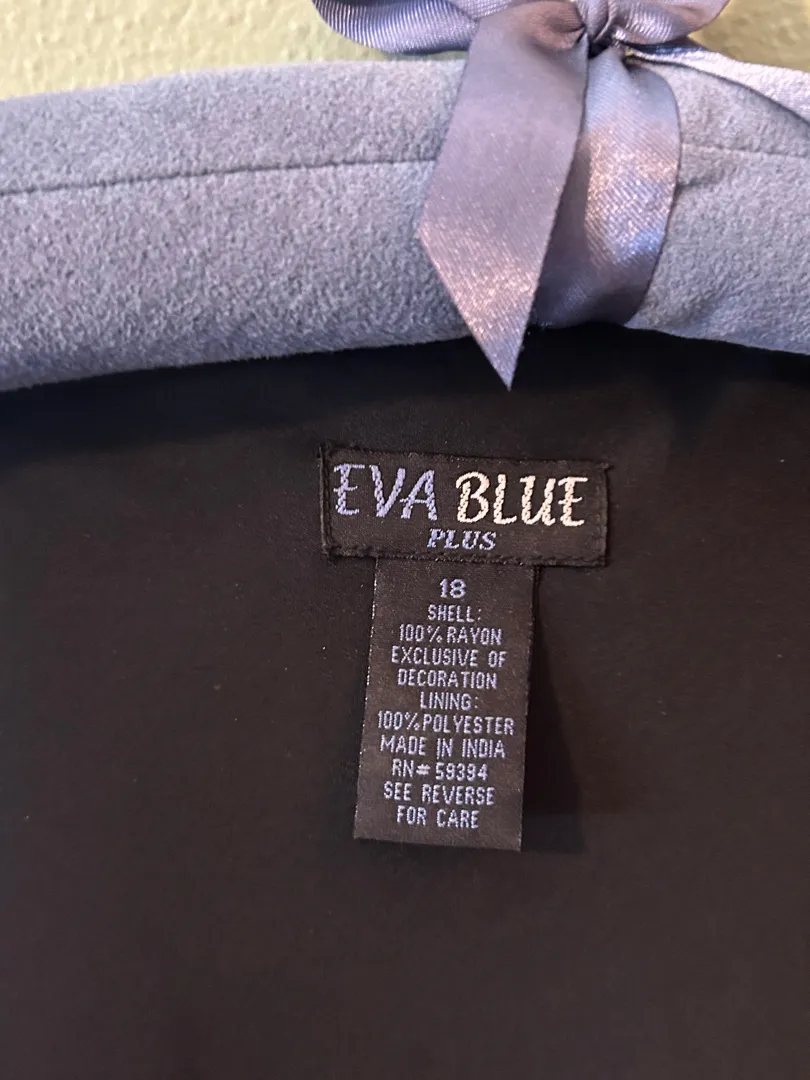 EVA BLUE
PLUS
18
SHELL:
100% RAYON
EXCLUSIVE OF
DECORATION
LINING:
100% POLYESTER
MADE IN INDIA
RN# 59394
SEE REVERSE
FOR CARE